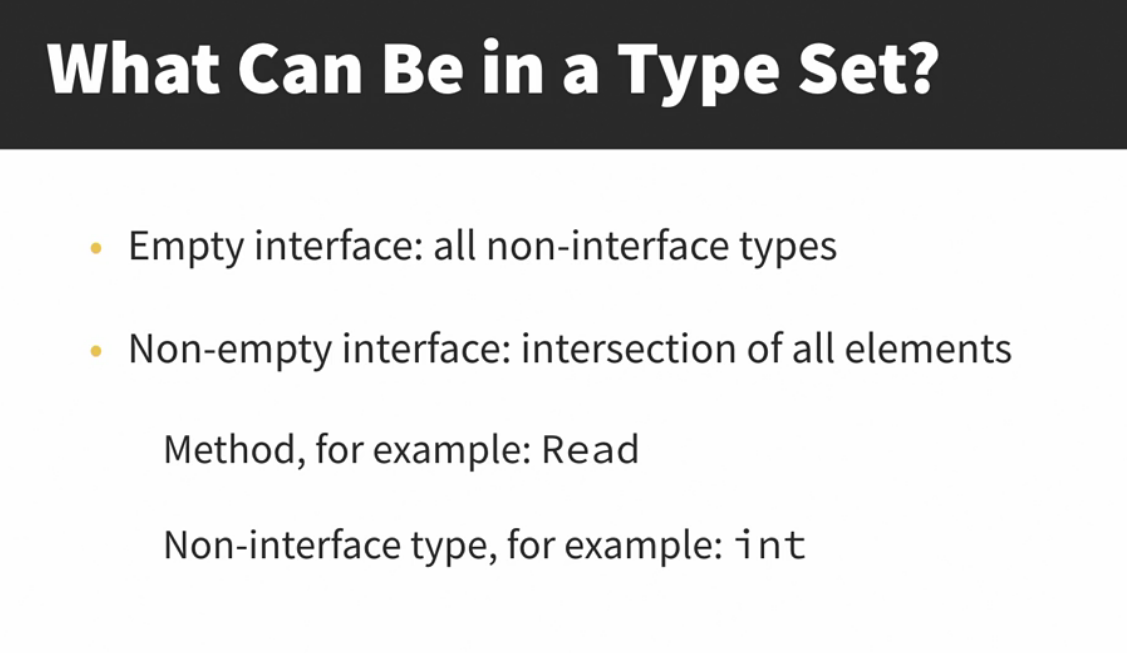 What Can Be in a Type Set?
• Empty interface: all non-interface types
• Non-empty interface: intersection of all elements
Method, for example: Read
Non-interface type, for example: int